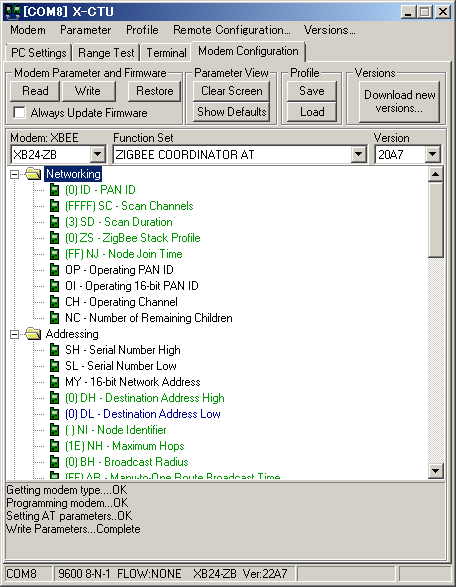 [COM8] X-CTU
Modem Parameter Profile Remote Configuration... Versions...
PC Settings Range Test Terminal Modem Configuration
Modem Parameter and Firmware Parameter View Profile Versions
Read Write Restore Clear Screen Save Download new versions...
Always Update Firmware Show Defaults Load
Modem: XBEE Function Set Version
XB24-ZB ZIGBEE COORDINATOR AT 20A7
Networking
(0) ID - PAN ID
(FFFF) SC - Scan Channels
(3) SD - Scan Duration
(0) ZS - ZigBee Stack Profile
(FF) NJ - Node Join Time
OP - Operating PAN ID
OI - Operating 16-bit PAN ID
CH - Operating Channel
NC - Number of Remaining Children
Addressing
SH - Serial Number High
SL - Serial Number Low
MY - 16-bit Network Address
(0) DH - Destination Address High
(0) DL - Destination Address Low
( ) NI - Node Identifier
(1E) NH - Maximum Hops
(0) BH - Broadcast Radius
(FF) AR - Many-to-One Route Broadcast Time
Getting modem type....OK
Programming modem...OK
Setting AT parameters..OK
Write Parameters...Complete
COM8 9600 8-N-1 FLOW:NONE XB24-ZB Ver:22A7